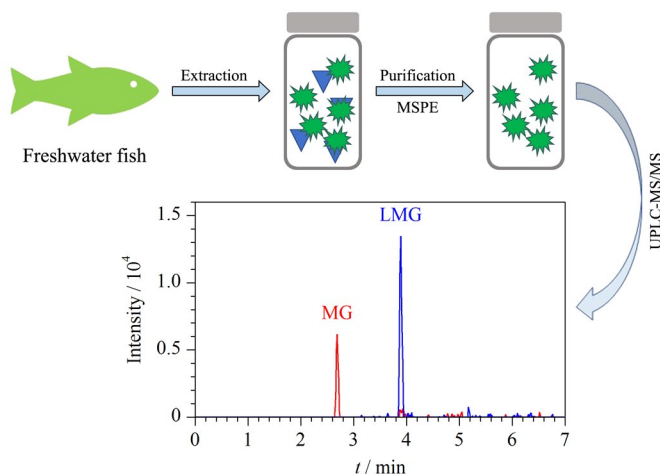 Extraction
Purification
MSPE
Freshwater fish
UPLC-MS/MS
LMG
MG
Intensity / 10⁴
1.5
1.0
0.5
0
0 1 2 3 4 5 6 7
t / min